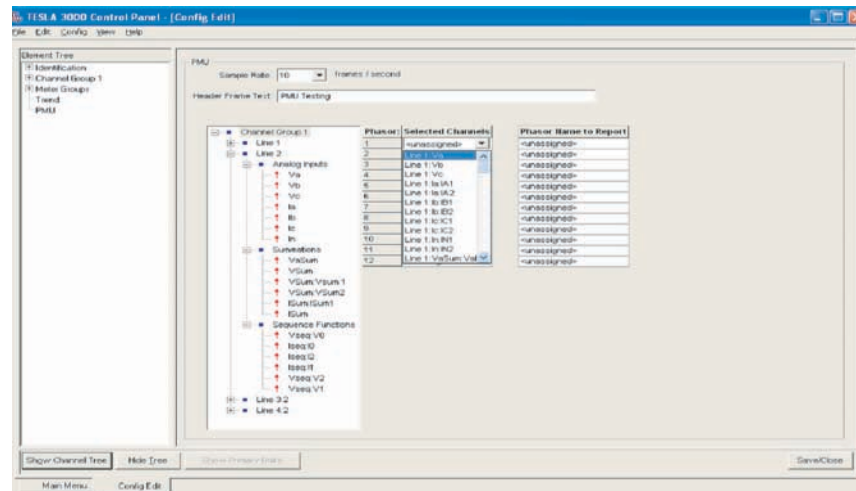 TESLA 3000 Control Panel - [Config Edit]
File Edit Config View Help
Element Tree
Identification
Channel Group 1
Meter Groups
Trend
PMU
PMU
Sample Rate 10 frames / second
Header Frame Text PMU Testing
Channel Group 1
Line 1
Line 2
Analog Inputs
Va
Vb
Vc
Ia
Ib
Ic
In
Summations
VaSum
VSum
VSum:Vsum1
VSum:VSum2
ISum:ISum1
ISum
Sequence Functions
Vseq:V0
Iseq:I0
Iseq:I2
Iseq:I1
Vseq:V2
Vseq:V1
Line 3:2
Line 4:2
Phasor: Selected Channels
1 <unassigned>
2 Line 1:Va
3 Line 1:Vb
4 Line 1:Vc
5 Line 1:Ia:IA1
6 Line 1:Ia:IA2
7 Line 1:Ib:IB1
8 Line 1:Ib:IB2
9 Line 1:Ic:IC1
Line 1:Ic:IC2
10 Line 1:In:IN1
11 Line 1:In:IN2
12 Line 1:VaSum:Val
Phasor Name to Report
<unassigned>
<unassigned>
<unassigned>
<unassigned>
<unassigned>
<unassigned>
<unassigned>
<unassigned>
<unassigned>
<unassigned>
<unassigned>
<unassigned>
Show Channel Tree Hide Tree Save/Close
Main Menu Config Edit